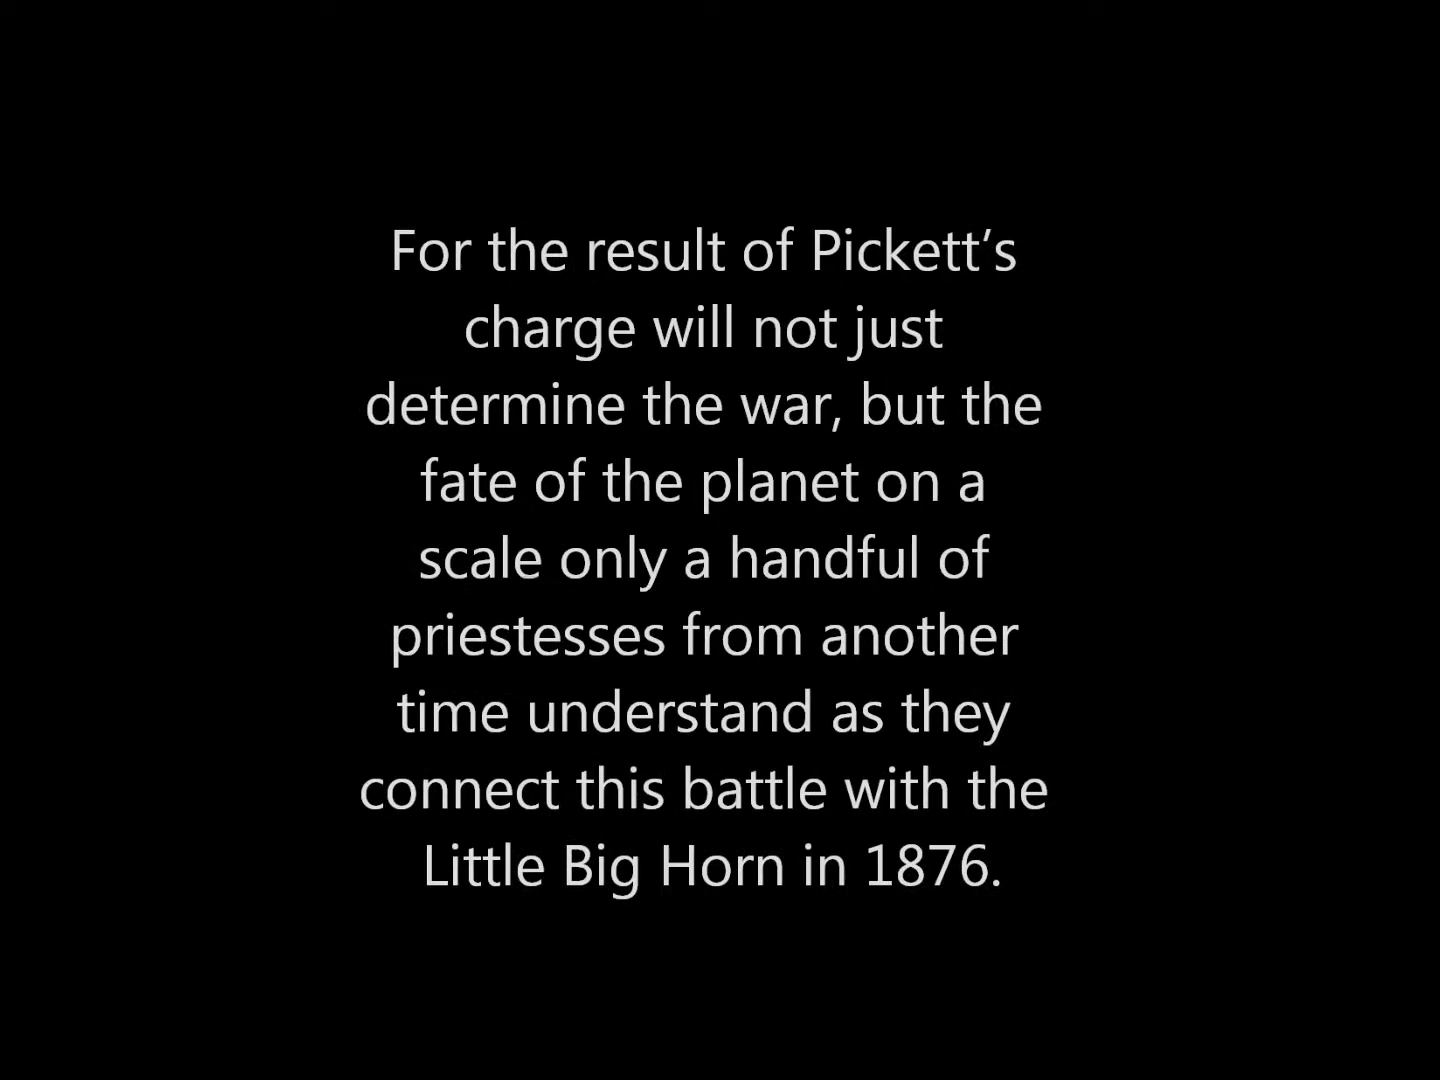 For the result of Pickett’s
charge will not just
determine the war, but the
fate of the planet on a
scale only a handful of
priestesses from another
time understand as they
connect this battle with the
Little Big Horn in 1876.